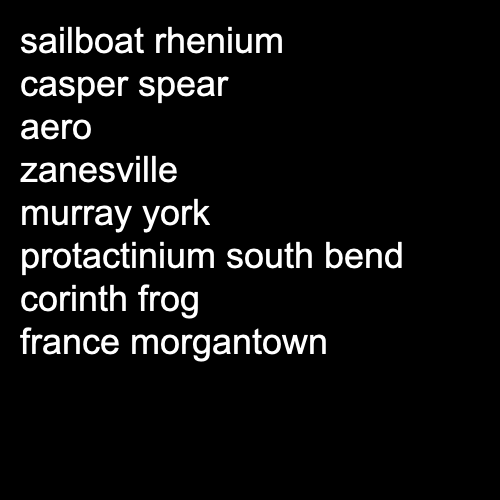 sailboat rhenium
casper spear
aero
zanesville
murray york
protactinium south bend
corinth frog
france morgantown